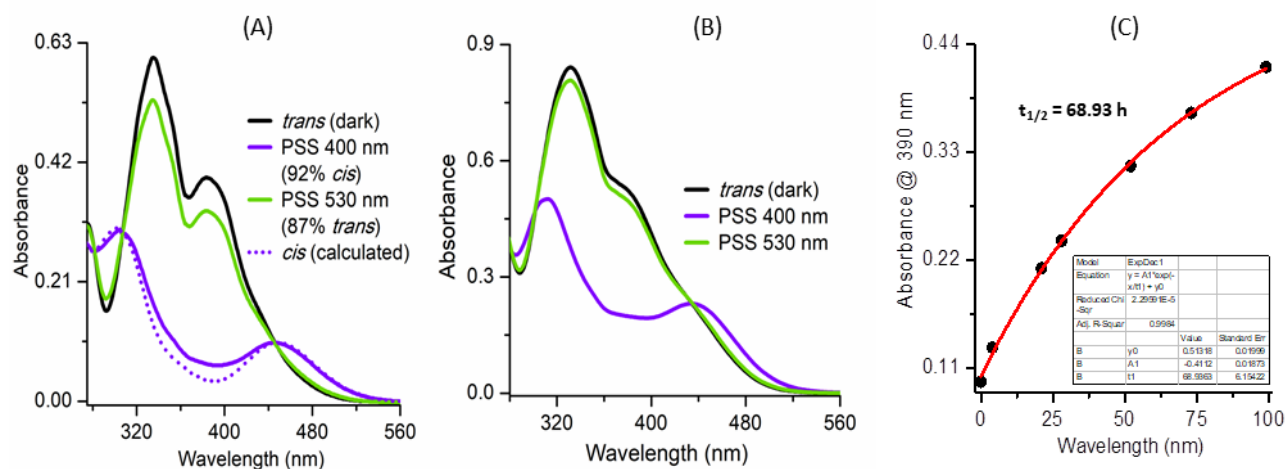 (A)
0.63
0.42
0.21
0.00
Absorbance
trans (dark)
PSS 400 nm
(92% cis)
PSS 530 nm
(87% trans)
cis (calculated)
320 400 480 560
Wavelength (nm)
(B)
0.9
0.6
0.3
0.0
Absorbance
trans (dark)
PSS 400 nm
PSS 530 nm
320 400 480 560
Wavelength (nm)
(C)
0.44
0.33
0.22
0.11
Absorbance @ 390 nm
t1/2 = 68.93 h
Model ExpDec1
Equation y = A1*exp(-
x/t1) + y0
Reduced Chi 2.29591E-5
-Sqr
Adj. R-Squar 0.9984
Value Standard Err
B y0 0.51318 0.01999
B A1 -0.4112 0.01873
B t1 68.9363 6.15422
0 25 50 75 100
Wavelength (nm)